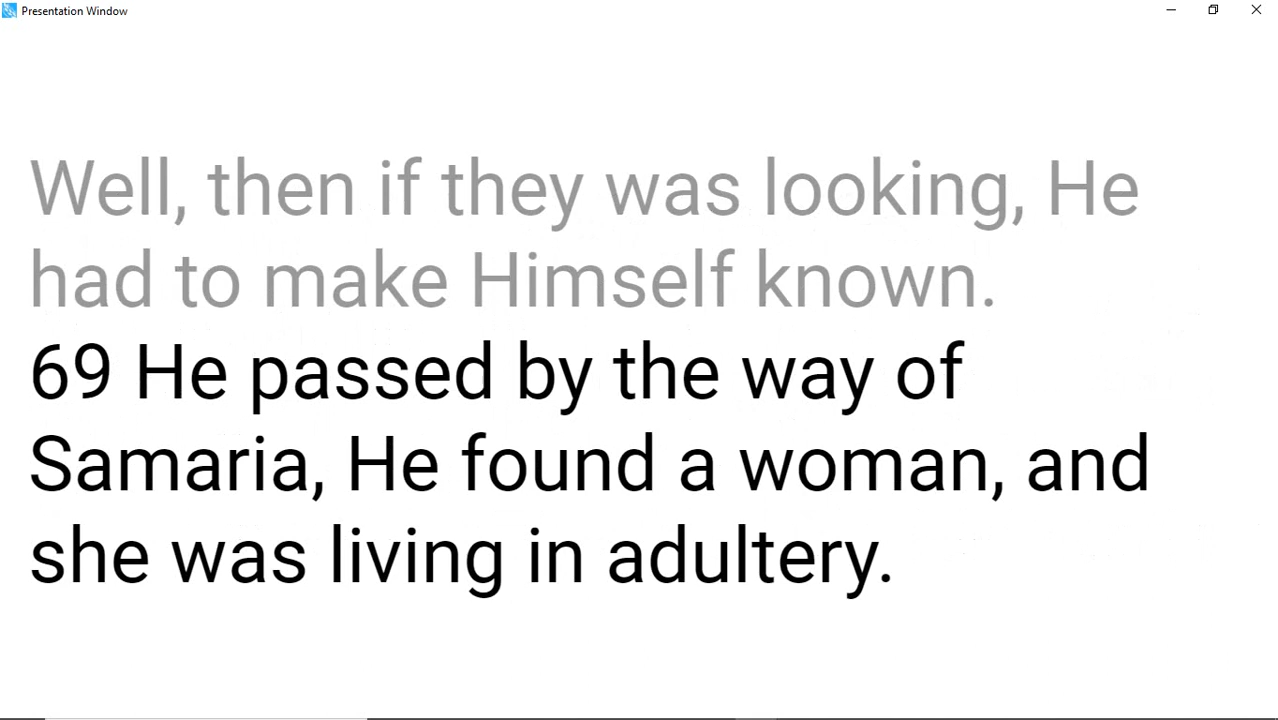 Presentation Window
Well, then if they was looking, He
had to make Himself known.
69 He passed by the way of
Samaria, He found a woman, and
she was living in adultery.